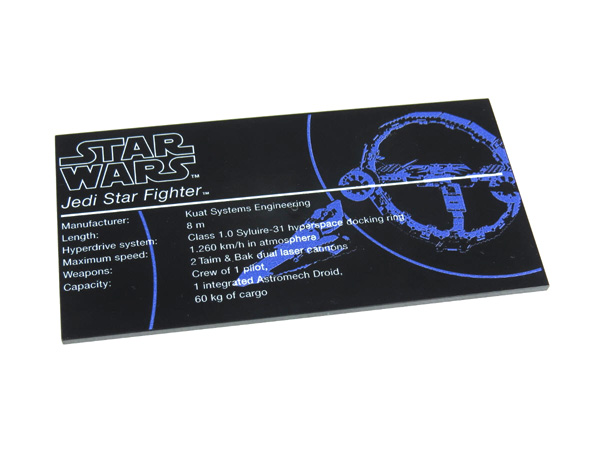 STAR
WARS™
Jedi Star Fighter™
Manufacturer: Kuat Systems Engineering
Length: 8 m
Hyperdrive system: Class 1.0 Syluire-31 hyperspace docking ring
Maximum speed: 1.260 km/h in atmosphere
Weapons: 2 Taim & Bak dual laser cannons
Capacity: Crew of 1 pilot,
1 integrated Astromech Droid,
60 kg of cargo